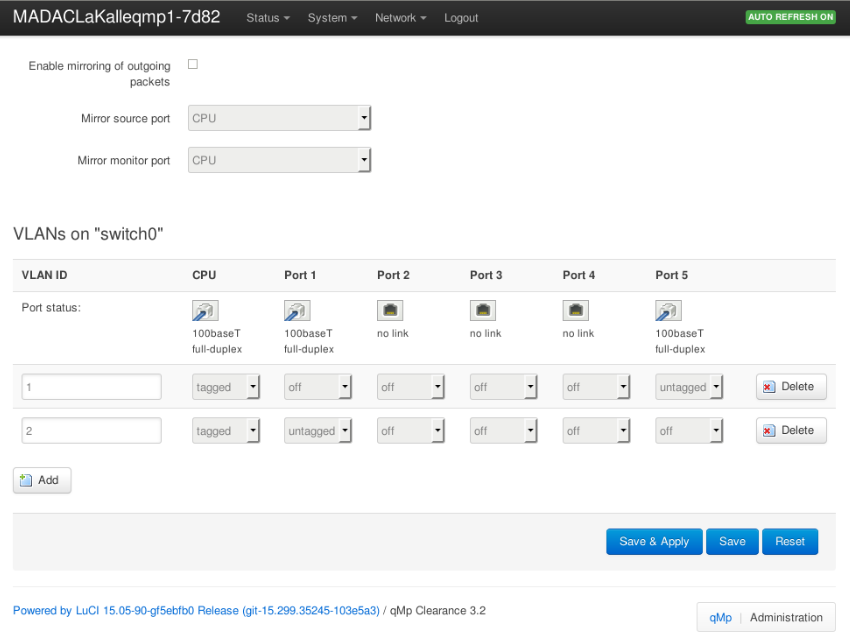 MADACLaKalleqmp1-7d82 Status System Network Logout AUTO REFRESH ON
Enable mirroring of outgoing
packets
Mirror source port CPU
Mirror monitor port CPU
VLANs on "switch0"
VLAN ID CPU Port 1 Port 2 Port 3 Port 4 Port 5
Port status:
100baseT 100baseT no link no link no link 100baseT
full-duplex full-duplex full-duplex
1 tagged off off off off untagged Delete
2 tagged untagged off off off off Delete
Add
Save & Apply Save Reset
Powered by LuCI 15.05-90-gf5ebfb0 Release (git-15.299.35245-103e5a3) / qMp Clearance 3.2
qMp | Administration